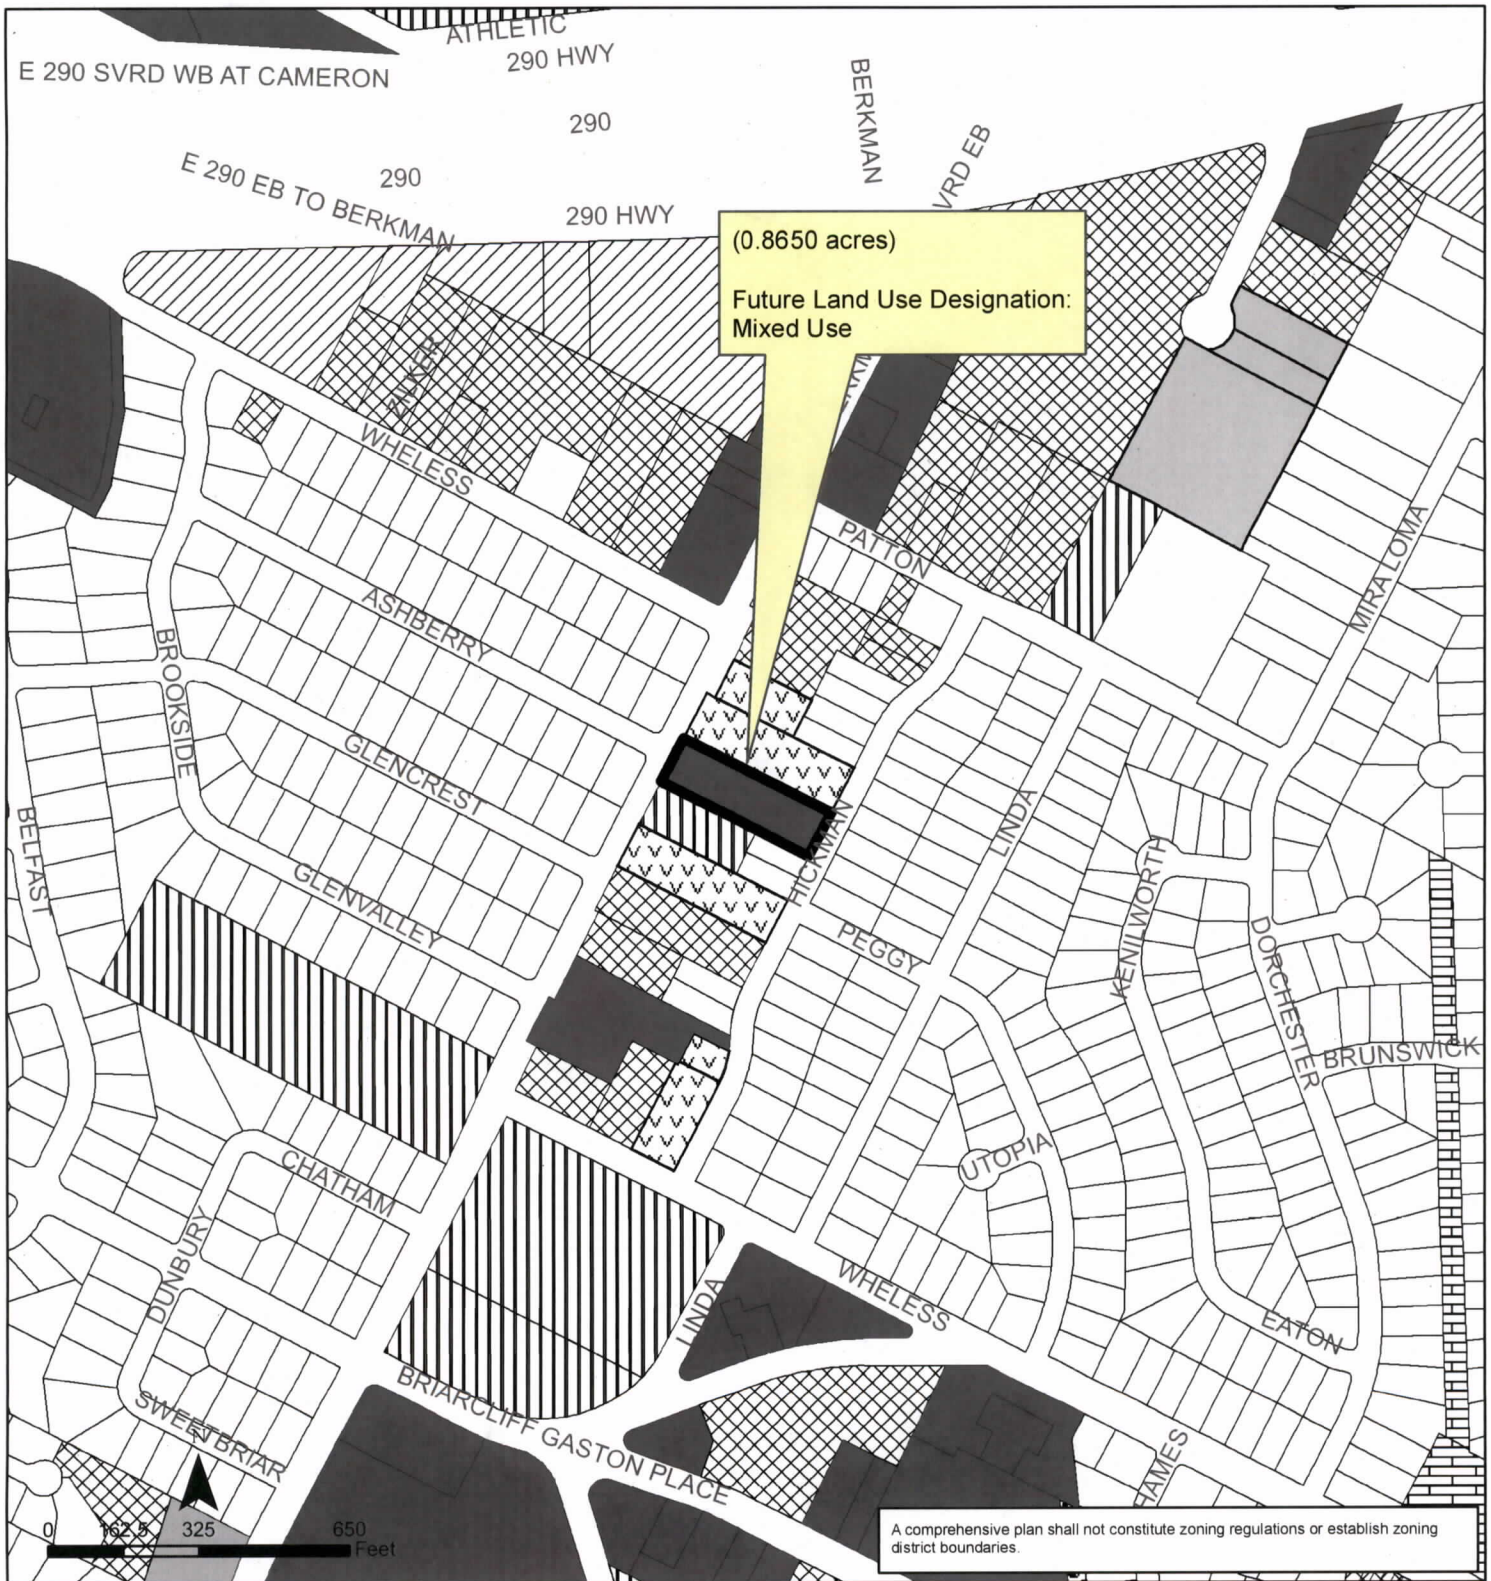 ATHLETIC
290 HWY
E 290 SVRD WB AT CAMERON
BERKMAN
290
VRD EB
E 290 EB TO BERKMAN
290
290 HWY
(0.8650 acres)
Future Land Use Designation:
Mixed Use
ZILKER
WHELESS
PATTON
MIRA LOMA
ASHBERRY
BROOKSIDE
GLENCREST
HICKMAN
LINDA
BELFAST
KENILWORTH
GLENVALLEY
PEGGY
DORCHESTER
BRUNSWICK
UTOPIA
CHATHAM
DUNBURY
LINDA
WHELESS
EATON
BRIARCLIFF
GASTON PLACE
SWEETBRIAR
N
HAMES
0 162.5 325 650
Feet
A comprehensive plan shall not constitute zoning regulations or establish zoning
district boundaries.